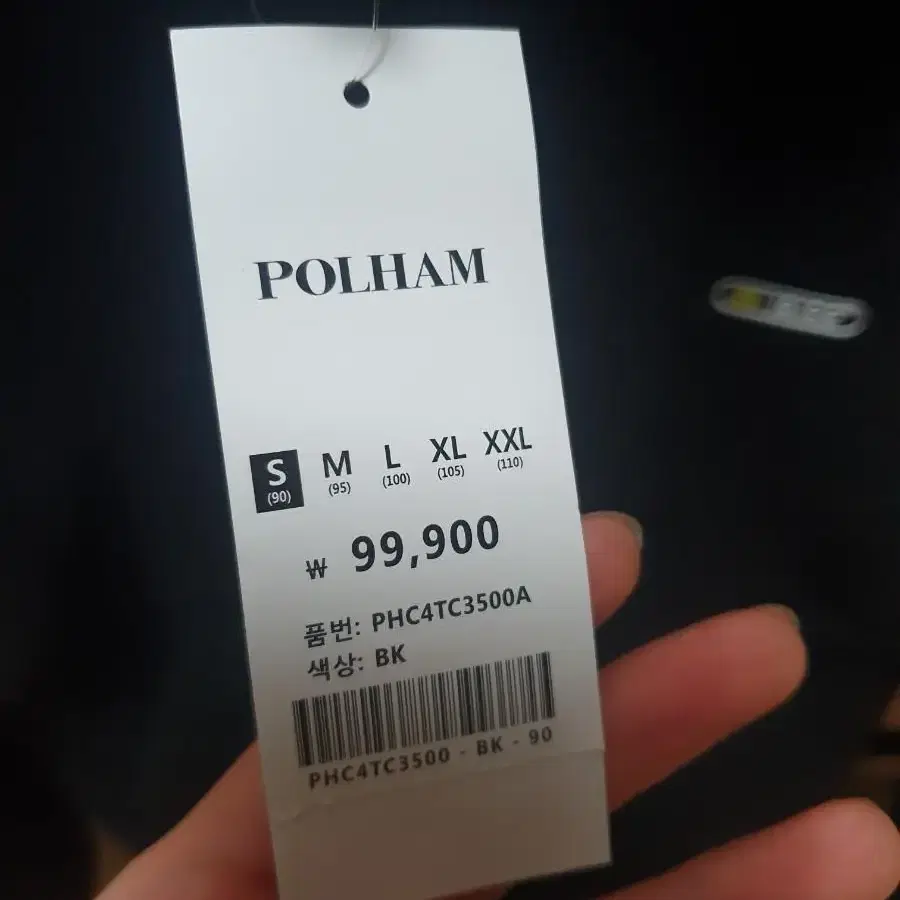 POLHAM
S M L XL XXL
(90) (95) (100) (105) (110)
₩ 99,900
품번: PHC4TC3500A
색상: BK
PHC4TC3500 - BK - 90